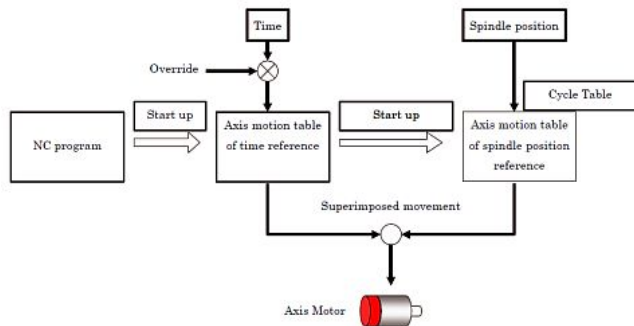 Time
Spindle position
Override
Cycle Table
Start up
Start up
NC program
Axis motion table
of time reference
Axis motion table
of spindle position
reference
Superimposed movement
Axis Motor